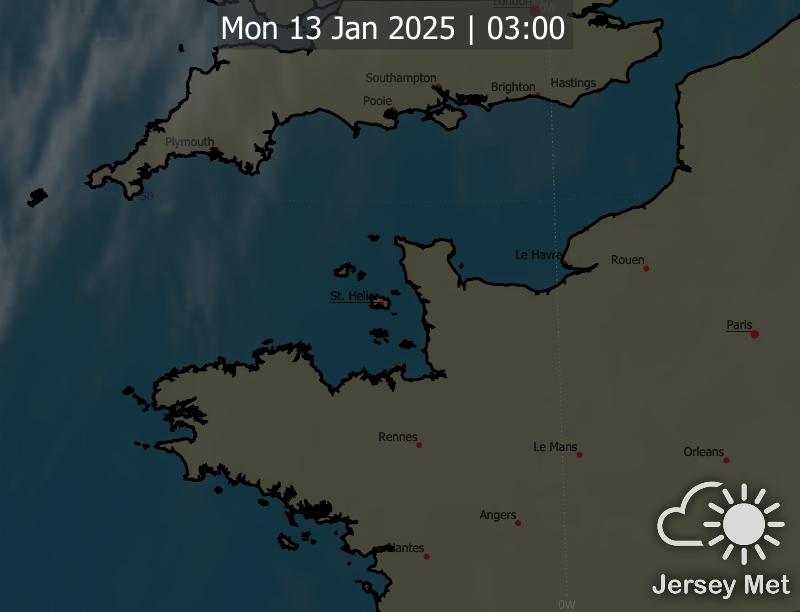 London
0W
Mon 13 Jan 2025 | 03:00
Southampton
Brighton
Hastings
Poole
Plymouth
50
Le Havre
Rouen
St. Helier
Paris
Rennes
Le Mans
Orleans
Angers
Nantes
Jersey Met
0W